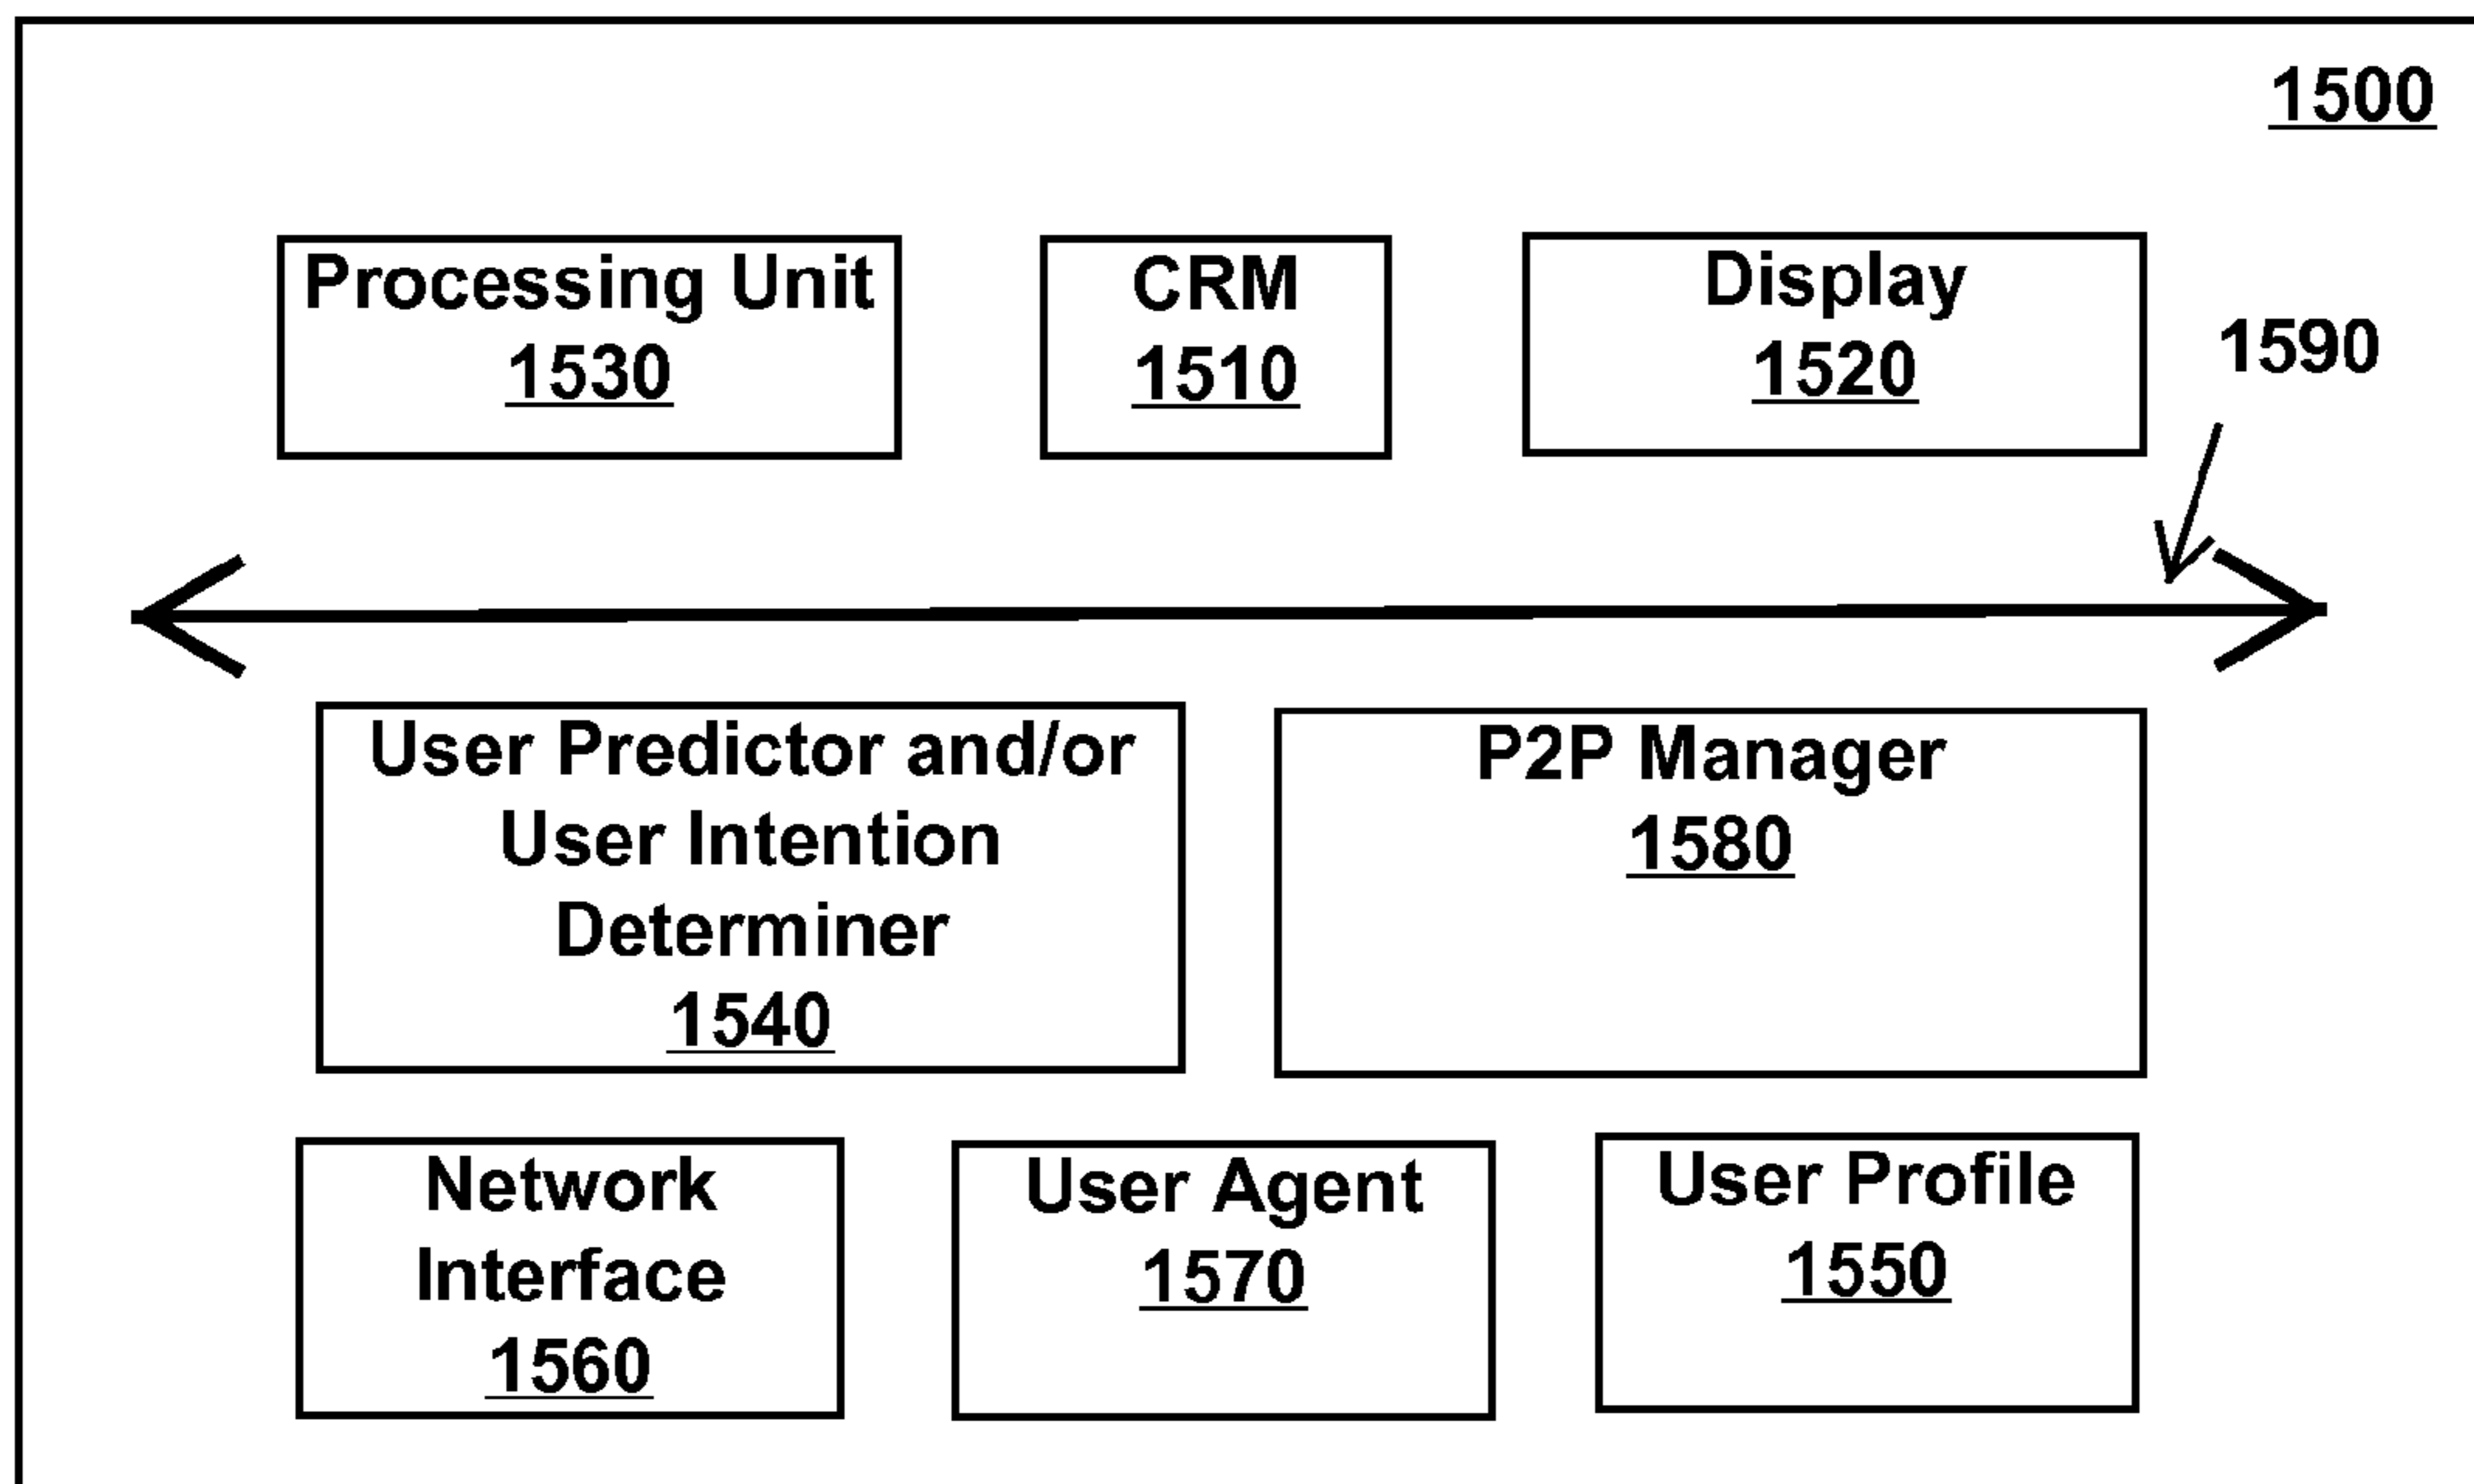 1500
Processing Unit
1530
CRM
1510
Display
1520
1590
User Predictor and/or
User Intention
Determiner
1540
P2P Manager
1580
Network
Interface
1560
User Agent
1570
User Profile
1550